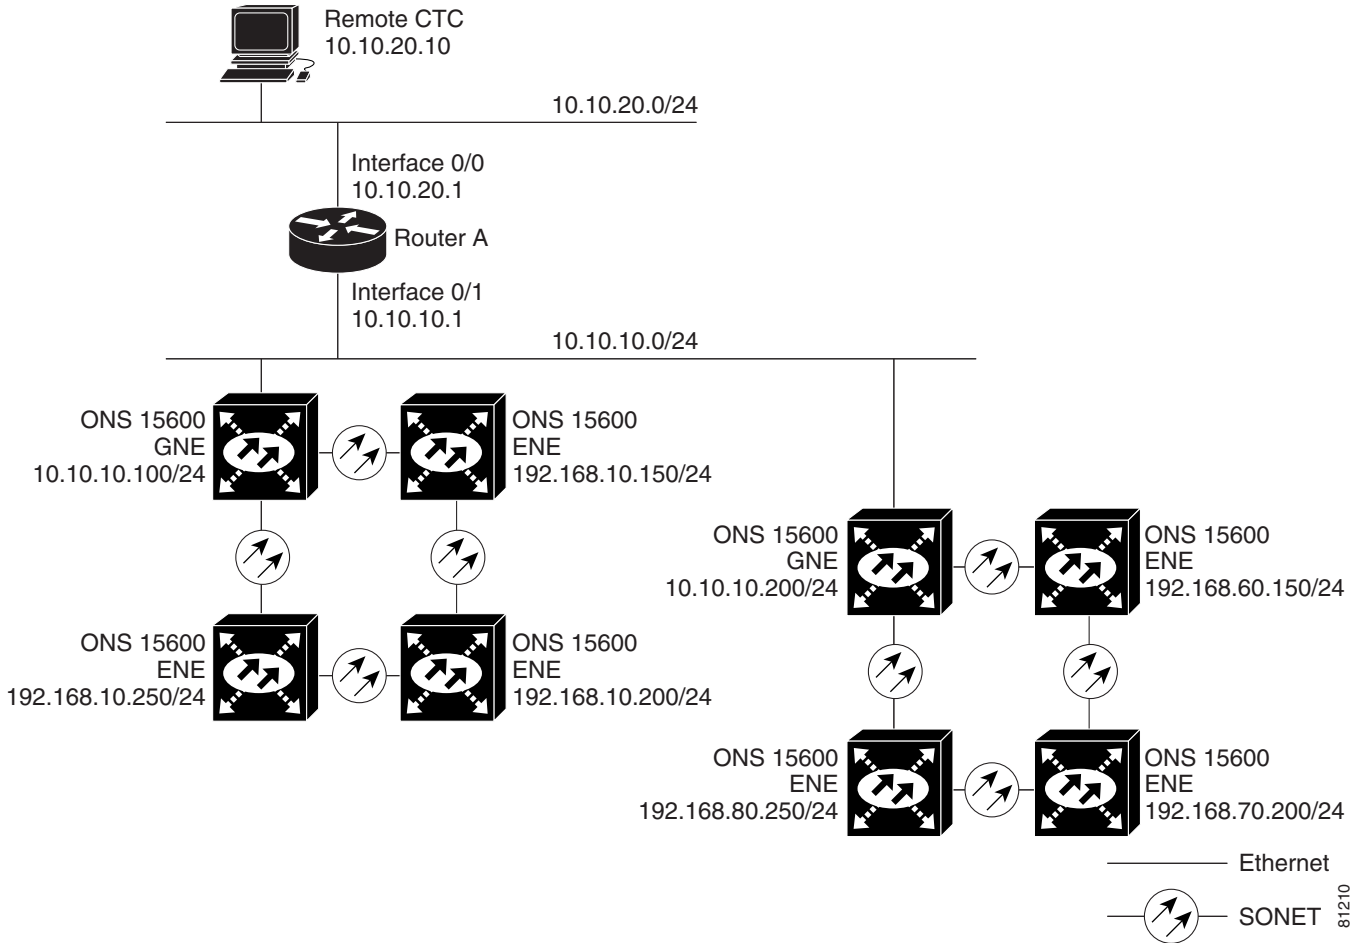 Remote CTC
10.10.20.10
10.10.20.0/24
Interface 0/0
10.10.20.1
Router A
Interface 0/1
10.10.10.1
10.10.10.0/24
ONS 15600
GNE
10.10.10.100/24
ONS 15600
ENE
192.168.10.150/24
ONS 15600
ENE
192.168.10.250/24
ONS 15600
ENE
192.168.10.200/24
ONS 15600
GNE
10.10.10.200/24
ONS 15600
ENE
192.168.60.150/24
ONS 15600
ENE
192.168.80.250/24
ONS 15600
ENE
192.168.70.200/24
Ethernet
SONET
81210